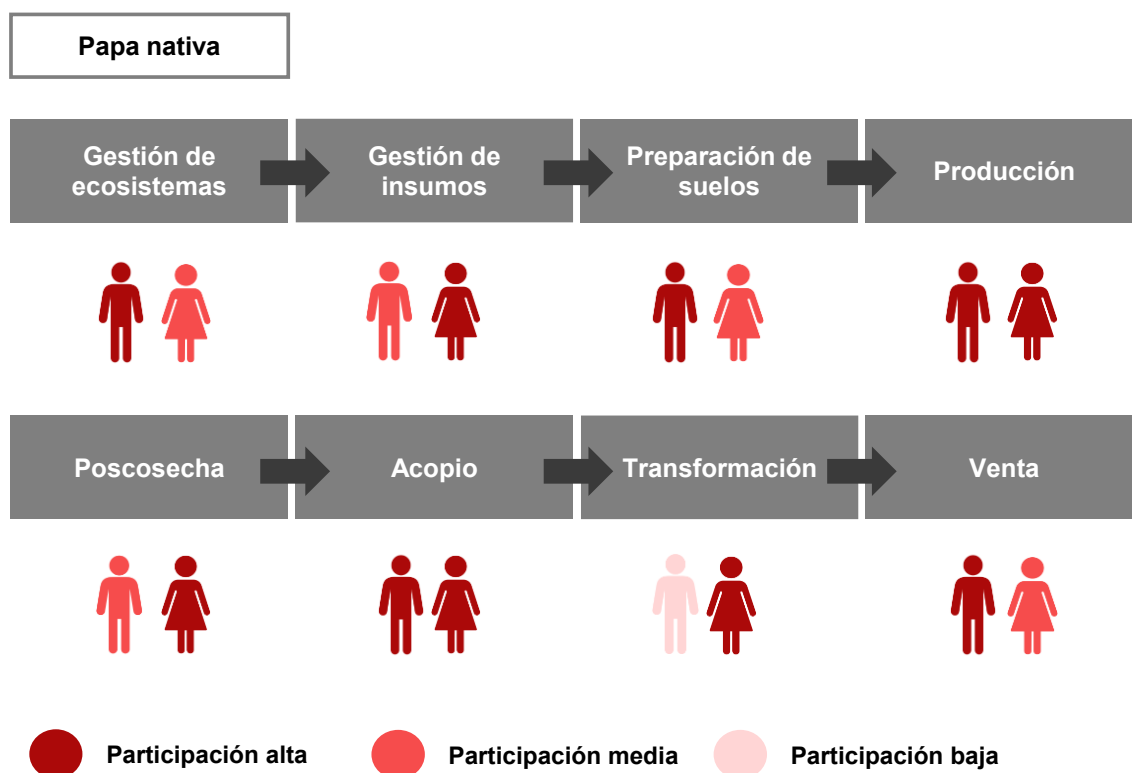 Papa nativa
Gestión de
ecosistemas
Gestión de
insumos
Preparación de
suelos
Producción
Poscosecha
Acopio
Transformación
Venta
Participación alta
Participación media
Participación baja